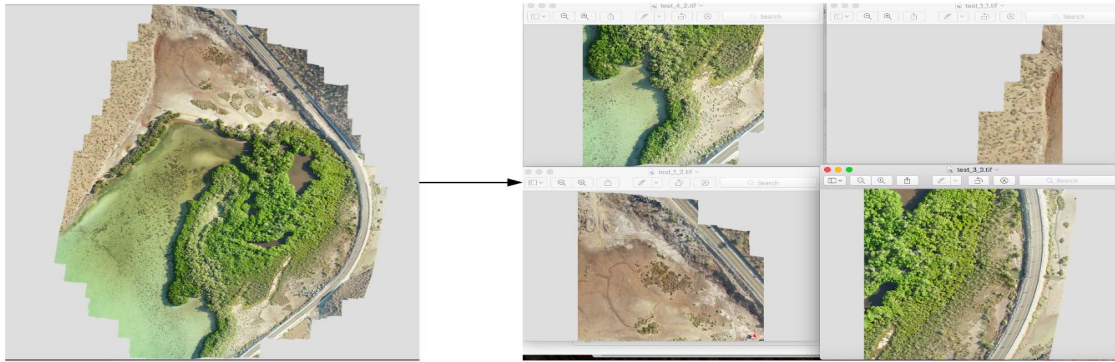 test_4_2.tif
Search
test_1_1.tif
Search
test_1_2.tif
Search
test_3_3.tif
Search